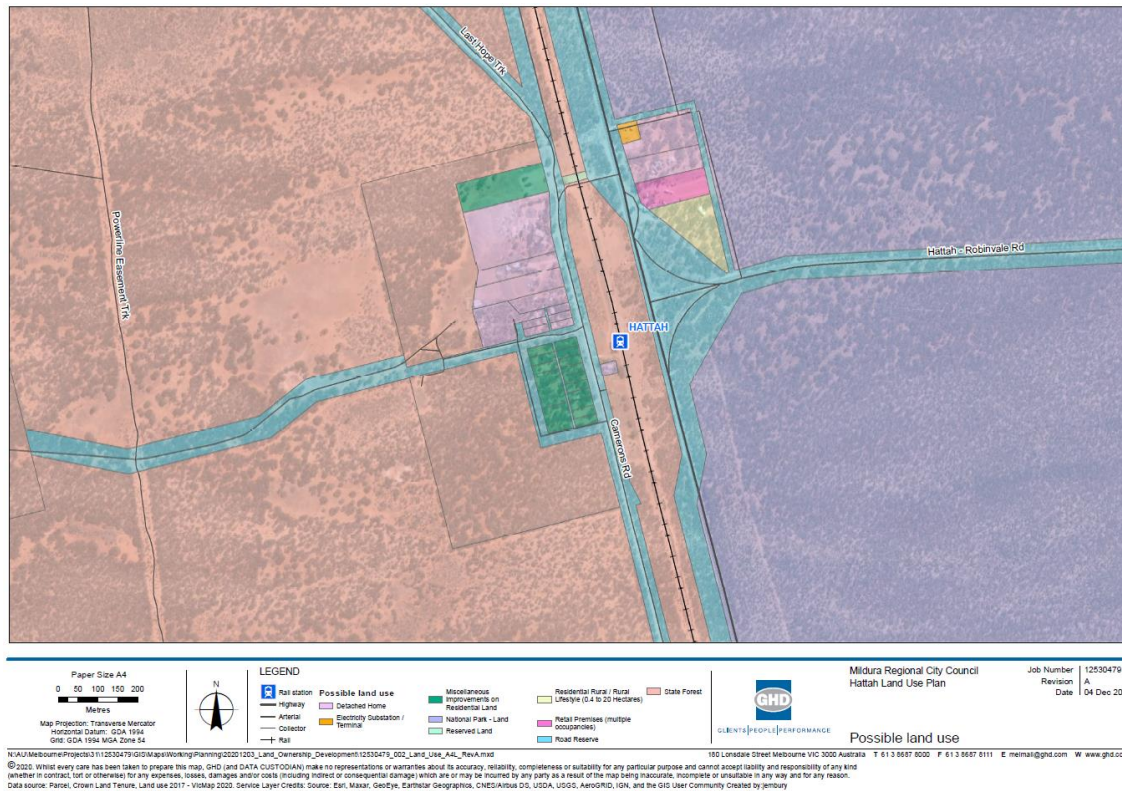 Last Hope Trk
Powerline Easement Trk
Hattah - Robinvale Rd
HATTAH
Camerons Rd
Paper Size A4
0 50 100 150 200
Metres
Map Projection: Transverse Mercator
Horizontal Datum: GDA 1994
Grid: GDA 1994 MGA Zone 54
N
LEGEND
Rail station
Highway
Arterial
Collector
Rail
Possible land use
Detached Home
Electricity Substation /
Terminal
Miscellaneous
Improvements on
Residential Land
National Park - Land
Reserved Land
Residential Rural / Rural
Lifestyle (0.4 to 20 Hectares)
Retail Premises (multiple
occupancies)
Road Reserve
State Forest
GHD
CLIENTS PEOPLE PERFORMANCE
Mildura Regional City Council
Hattah Land Use Plan
Possible land use
Job Number 12530479
Revision A
Date 04 Dec 20
N:\AU\Melbourne\Projects\31\12530479\GIS\Maps\Working\Planning\20201203_Land_Ownership_Development\12530479_002_Land_Use_A4L_RevA.mxd
180 Lonsdale Street Melbourne VIC 3000 Australia T 61 3 8687 8000 F 61 3 8687 8111 E melmail@ghd.com W www.ghd.co
© 2020. Whilst every care has been taken to prepare this map, GHD (and DATA CUSTODIAN) make no representations or warranties about its accuracy, reliability, completeness or suitability for any particular purpose and cannot accept liability and responsibility of any kind
(whether in contract, tort or otherwise) for any expenses, losses, damages and/or costs (including indirect or consequential damage) which are or may be incurred by any party as a result of the map being inaccurate, incomplete or unsuitable in any way and for any reason.
Data source: Parcel, Crown Land Tenure, Land use 2017 - VicMap 2020. Service Layer Credits: Source: Esri, Maxar, GeoEye, Earthstar Geographics, CNES/Airbus DS, USDA, USGS, AeroGRID, IGN, and the GIS User Community Created by:jembury